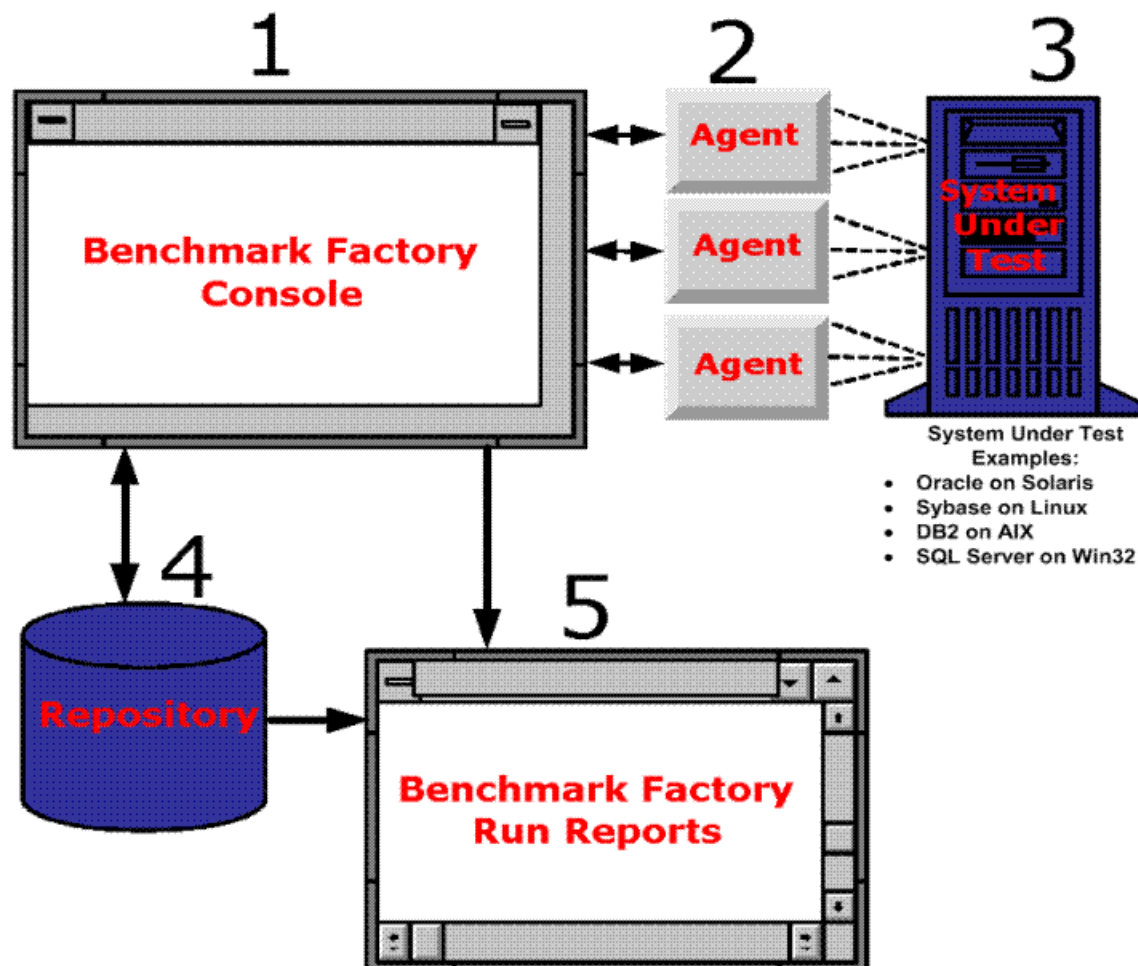 1
2
3
Benchmark Factory
Console
Agent
Agent
Agent
System
Under
Test
System Under Test
Examples:
• Oracle on Solaris
• Sybase on Linux
• DB2 on AIX
• SQL Server on Win32
4
Repository
5
Benchmark Factory
Run Reports